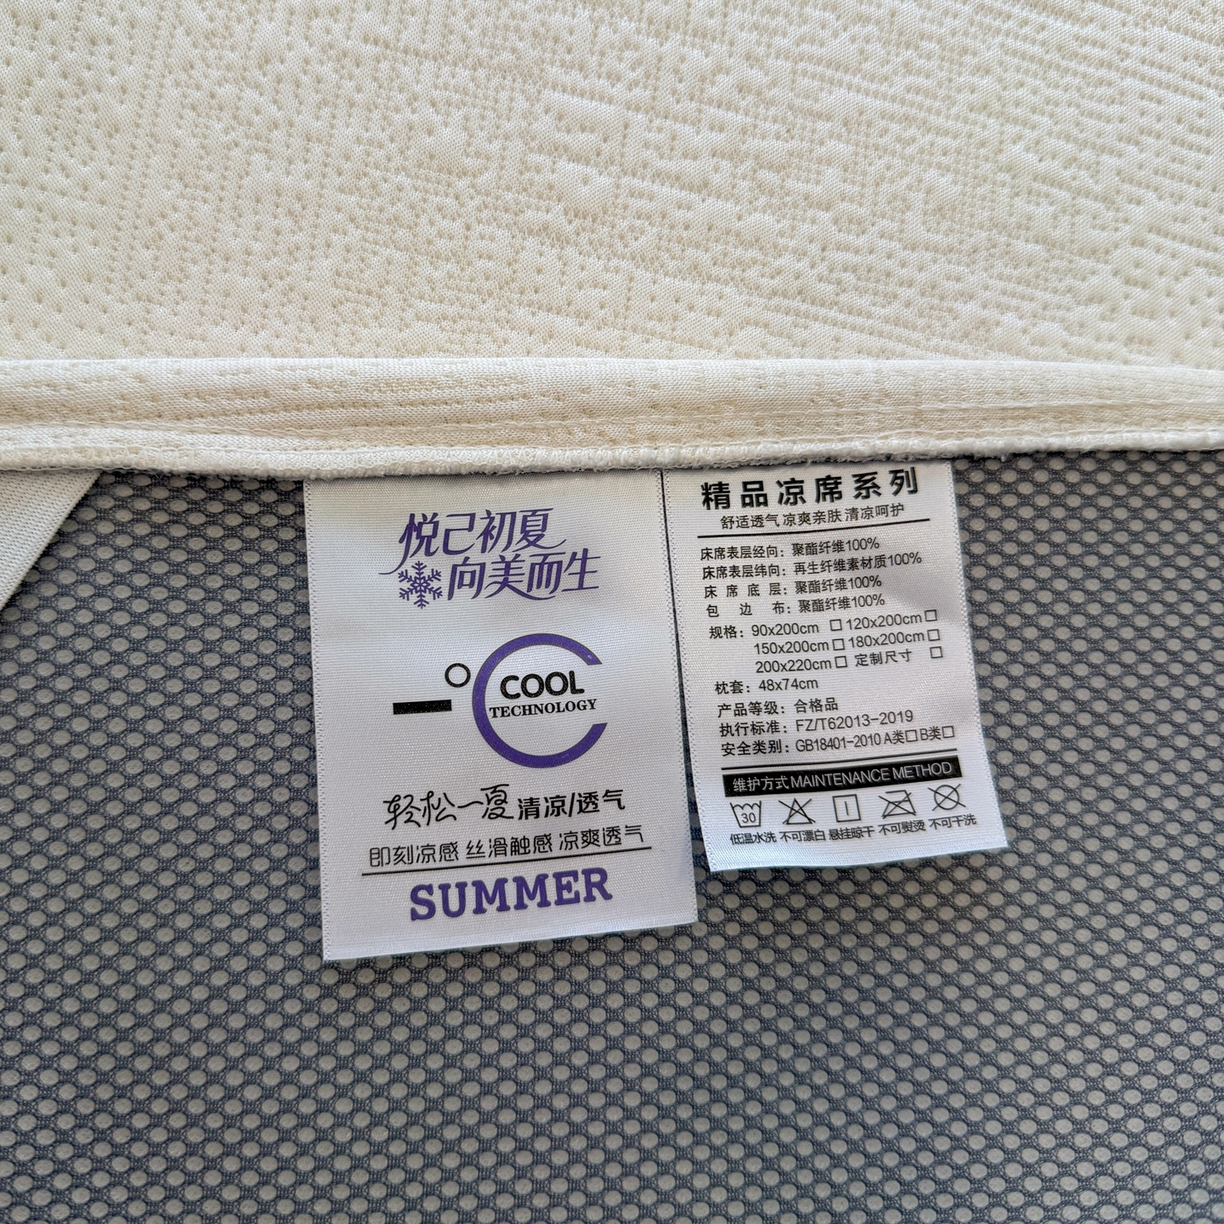 悦己初夏
向美而生
—°C COOL
TECHNOLOGY
轻松一夏 清凉/透气
即刻凉感 丝滑触感 凉爽透气
SUMMER
精品凉席系列
舒适透气 凉爽亲肤 清凉呵护
床席表层经向：聚酯纤维100%
床席表层纬向：再生纤维素材质100%
床 席 底 层：聚酯纤维100%
包 边 布：聚酯纤维100%
规格：90x200cm □ 120x200cm □
150x200cm □ 180x200cm □
200x220cm □ 定制尺寸 □
枕套：48x74cm
产品等级：合格品
执行标准：FZ/T62013-2019
安全类别：GB18401-2010 A类□ B类□
维护方式 MAINTENANCE METHOD
30
低温水洗 不可漂白 悬挂晾干 不可熨烫 不可干洗